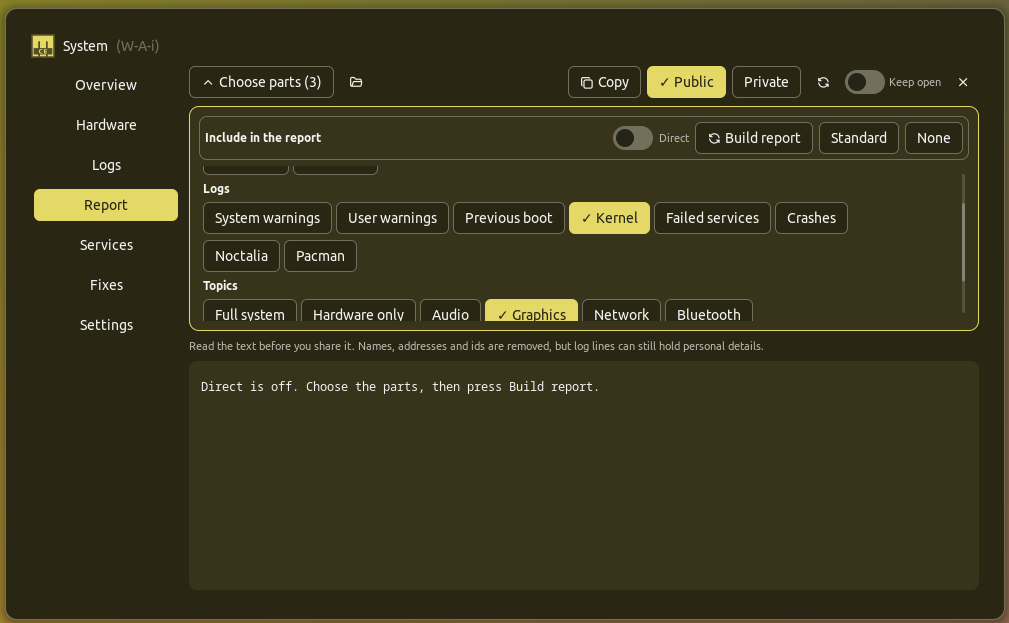 System (W-A-i)
Overview
Hardware
Logs
Report
Services
Fixes
Settings
Choose parts (3)
Copy
✓ Public
Private
Keep open
Include in the report
Direct
Build report
Standard
None
Logs
System warnings
User warnings
Previous boot
✓ Kernel
Failed services
Crashes
Noctalia
Pacman
Topics
Full system
Hardware only
Audio
✓ Graphics
Network
Bluetooth
Read the text before you share it. Names, addresses and ids are removed, but log lines can still hold personal details.
Direct is off. Choose the parts, then press Build report.